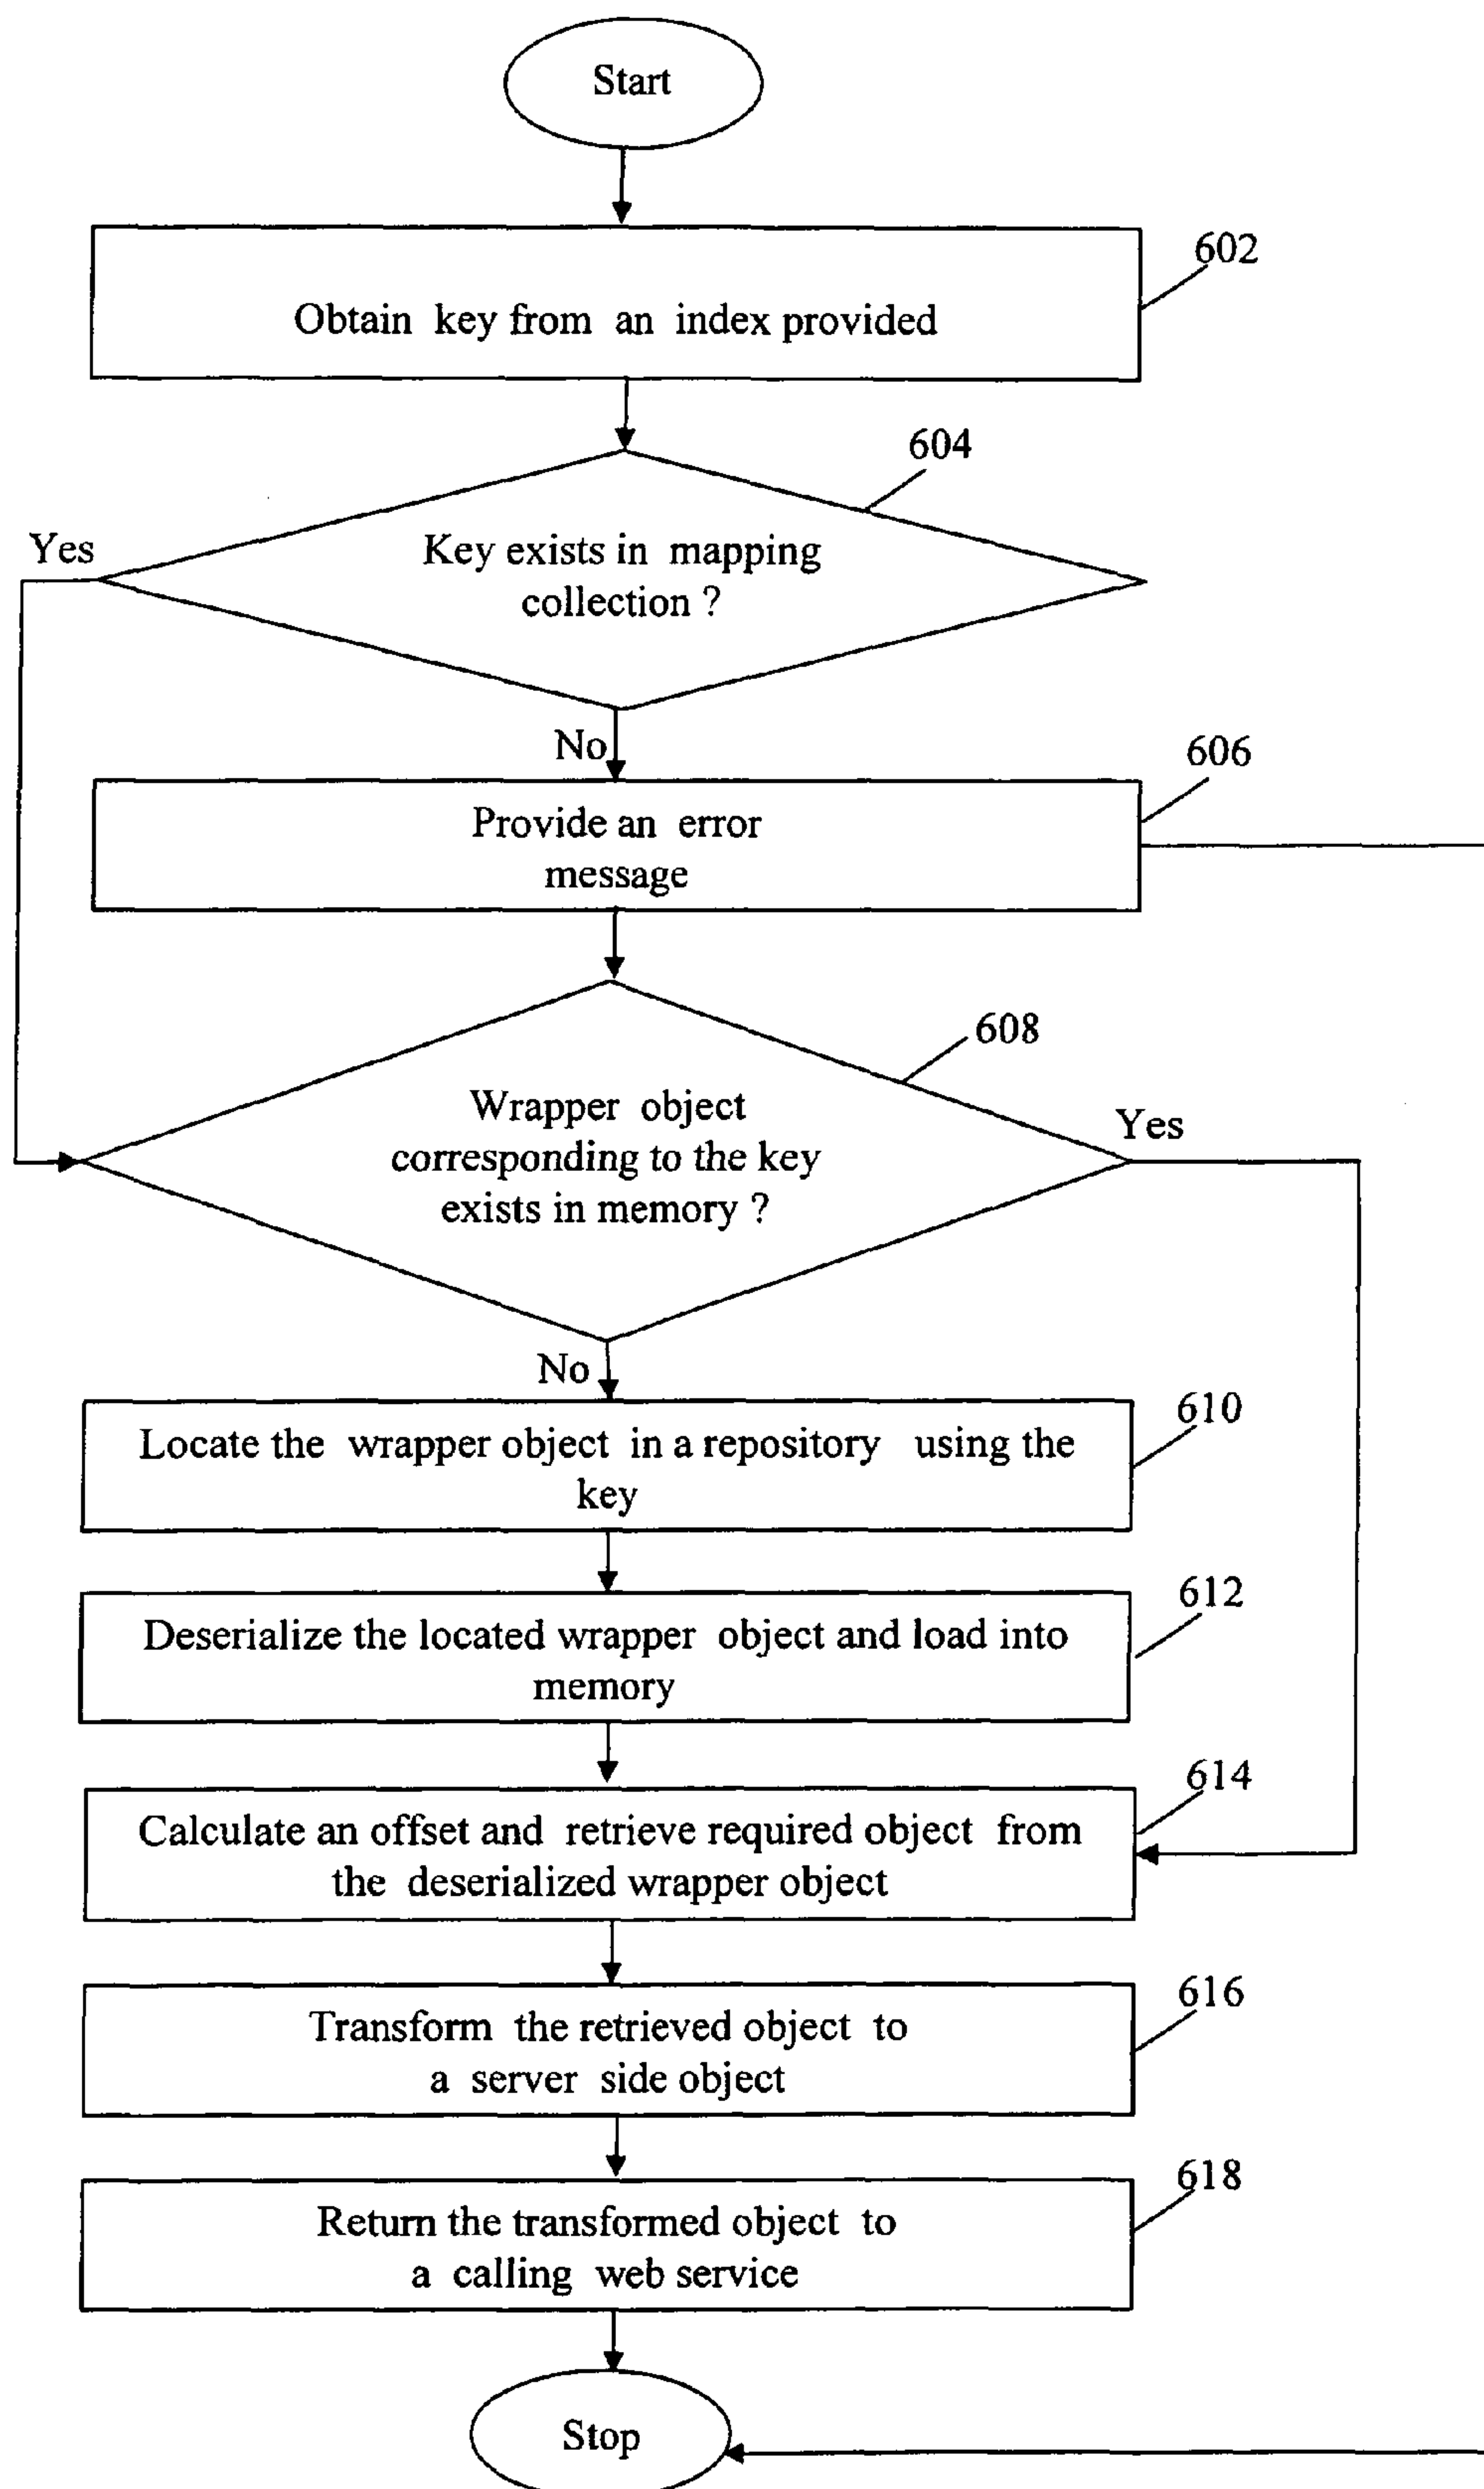 Start
602
Obtain key from an index provided
604
Yes
Key exists in mapping
collection ?
No
606
Provide an error
message
608
Wrapper object
corresponding to the key
exists in memory ?
Yes
No
610
Locate the wrapper object in a repository using the
key
612
Deserialize the located wrapper object and load into
memory
614
Calculate an offset and retrieve required object from
the deserialized wrapper object
616
Transform the retrieved object to
a server side object
618
Return the transformed object to
a calling web service
Stop